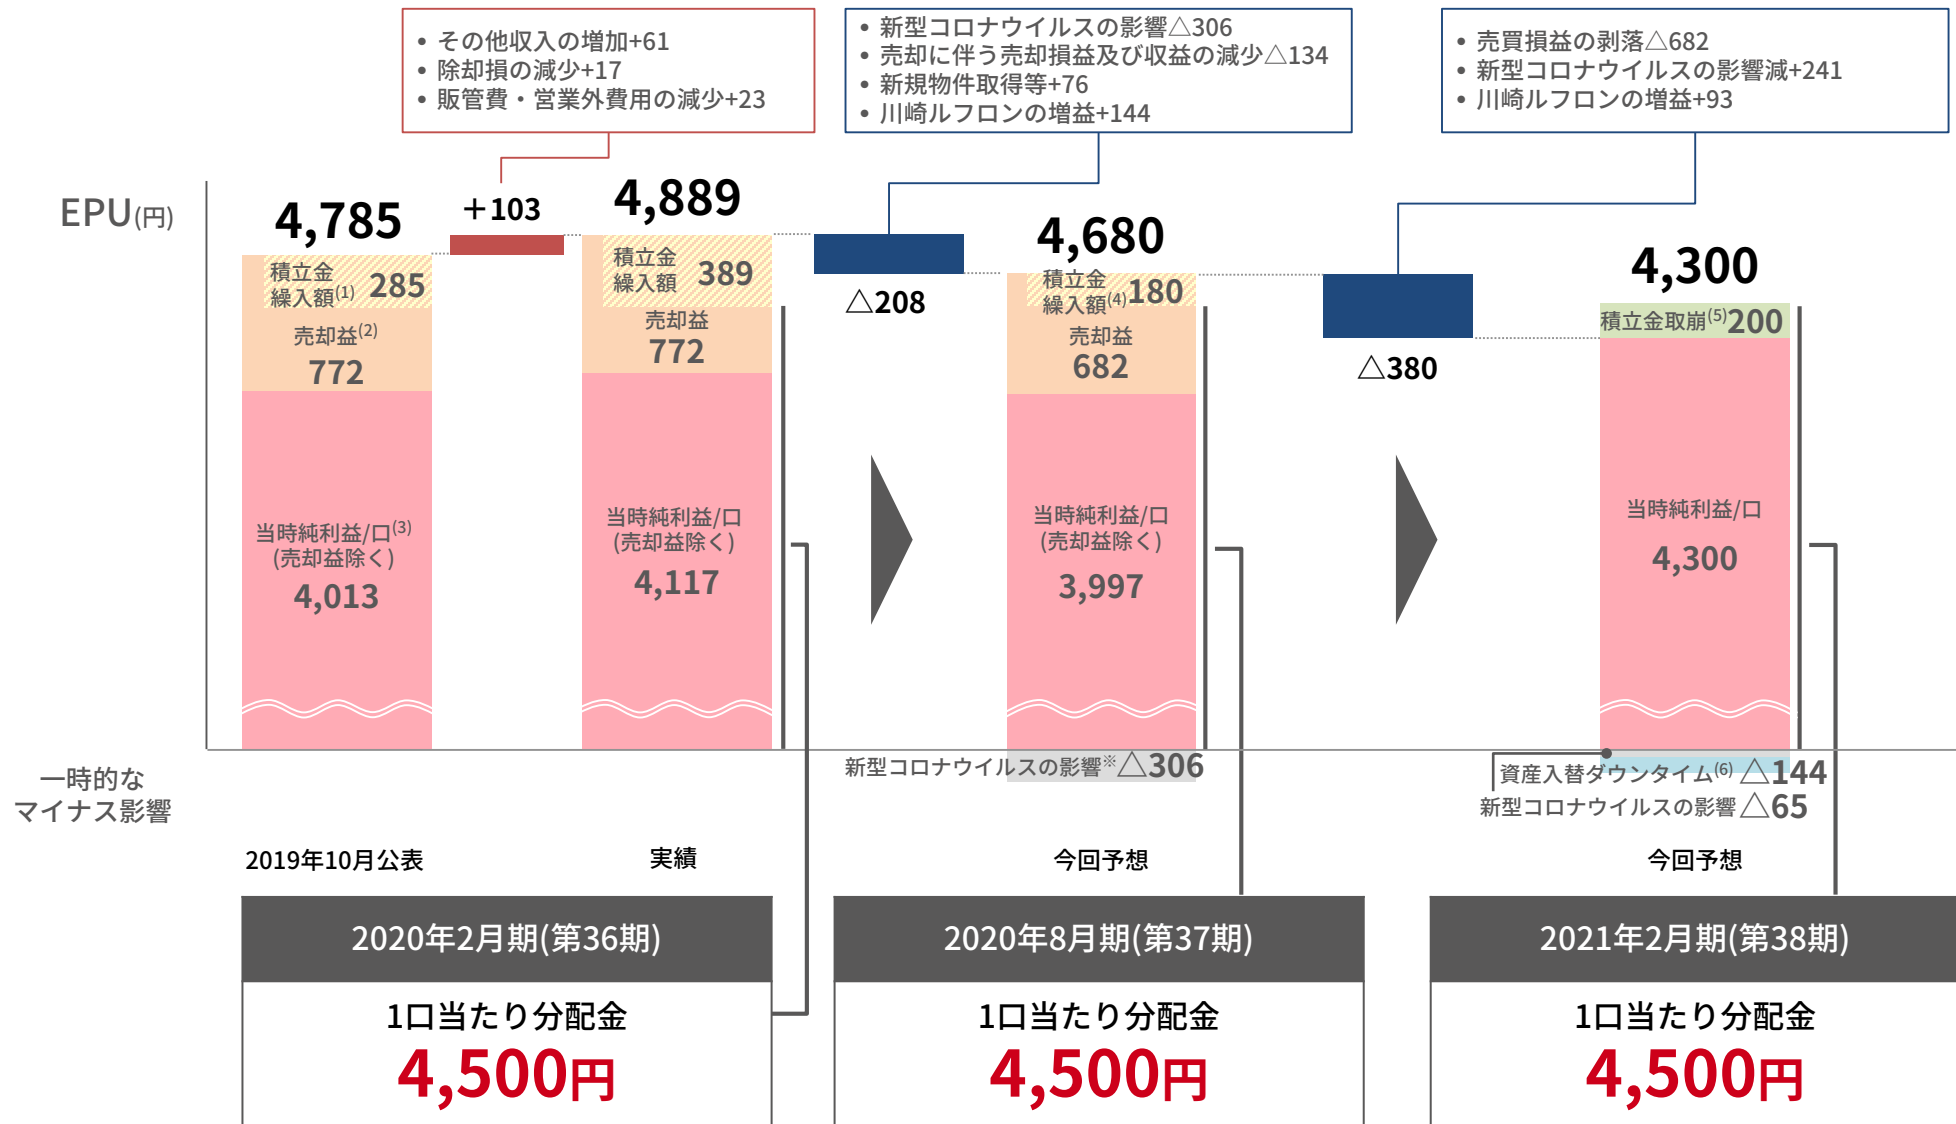 • その他収入の増加+61
• 除却損の減少+17
• 販管費・営業外費用の減少+23
• 新型コロナウイルスの影響△306
• 売却に伴う売却損益及び収益の減少△134
• 新規物件取得等+76
• 川崎ルフロンの増益+144
• 売買損益の剥落△682
• 新型コロナウイルスの影響減+241
• 川崎ルフロンの増益+93
EPU(円)
4,785
積立金
繰入額(1) 285
売却益(2)
772
当時純利益/口(3)
(売却益除く)
4,013
+103
4,889
積立金
繰入額 389
売却益
772
当時純利益/口
(売却益除く)
4,117
△208
4,680
積立金
繰入額(4) 180
売却益
682
当時純利益/口
(売却益除く)
3,997
△380
4,300
積立金取崩(5) 200
当時純利益/口
4,300
一時的な
マイナス影響
新型コロナウイルスの影響※△306
資産入替ダウンタイム(6) △144
新型コロナウイルスの影響△65
2019年10月公表
実績
今回予想
今回予想
2020年2月期(第36期)
1口当たり分配金
4,500円
2020年8月期(第37期)
1口当たり分配金
4,500円
2021年2月期(第38期)
1口当たり分配金
4,500円